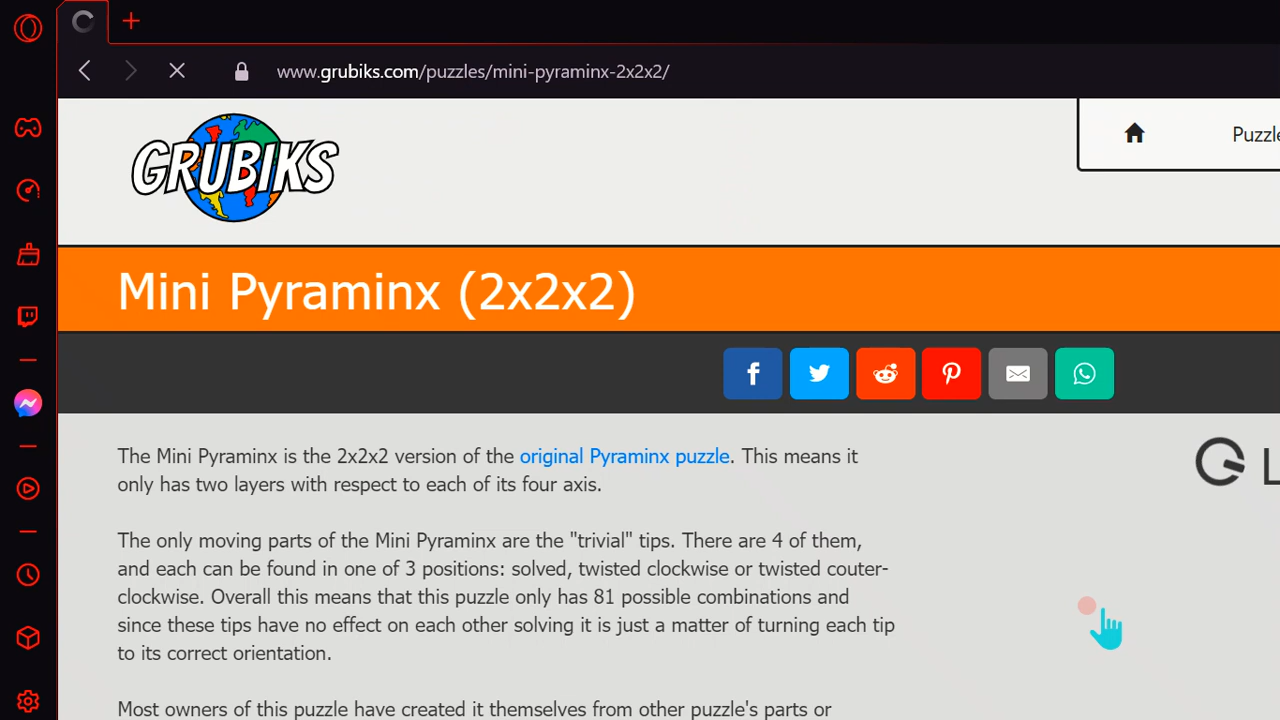 www.grubiks.com/puzzles/mini-pyraminx-2x2x2/
GRUBIKS
Puzzle
Mini Pyraminx (2x2x2)
The Mini Pyraminx is the 2x2x2 version of the original Pyraminx puzzle. This means it
only has two layers with respect to each of its four axis.
L
The only moving parts of the Mini Pyraminx are the "trivial" tips. There are 4 of them,
and each can be found in one of 3 positions: solved, twisted clockwise or twisted couter-
clockwise. Overall this means that this puzzle only has 81 possible combinations and
since these tips have no effect on each other solving it is just a matter of turning each tip
to its correct orientation.
Most owners of this puzzle have created it themselves from other puzzle's parts or